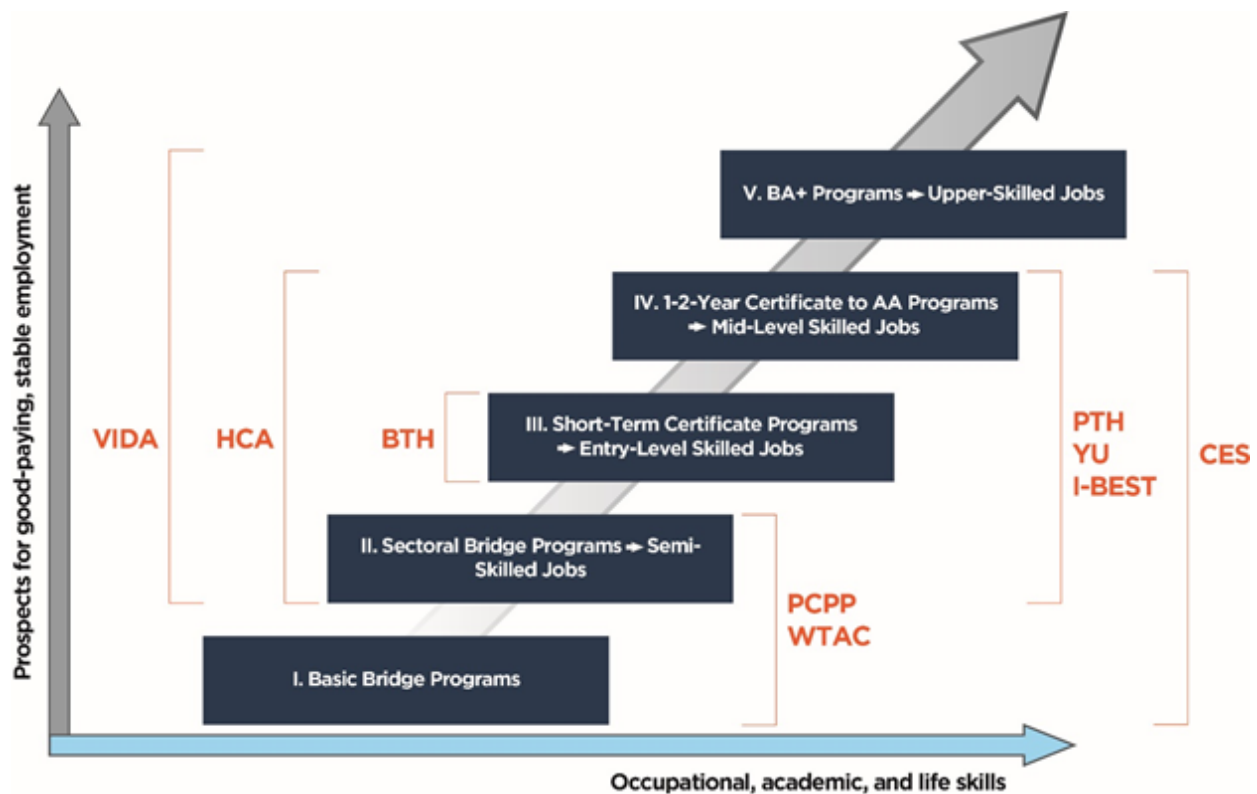 Prospects for good-paying, stable employment
V. BA+ Programs → Upper-Skilled Jobs
IV. 1-2-Year Certificate to AA Programs
→ Mid-Level Skilled Jobs
III. Short-Term Certificate Programs
→ Entry-Level Skilled Jobs
VIDA
HCA
BTH
PTH
YU
I-BEST
CES
II. Sectoral Bridge Programs → Semi-
Skilled Jobs
PCPP
WTAC
I. Basic Bridge Programs
Occupational, academic, and life skills